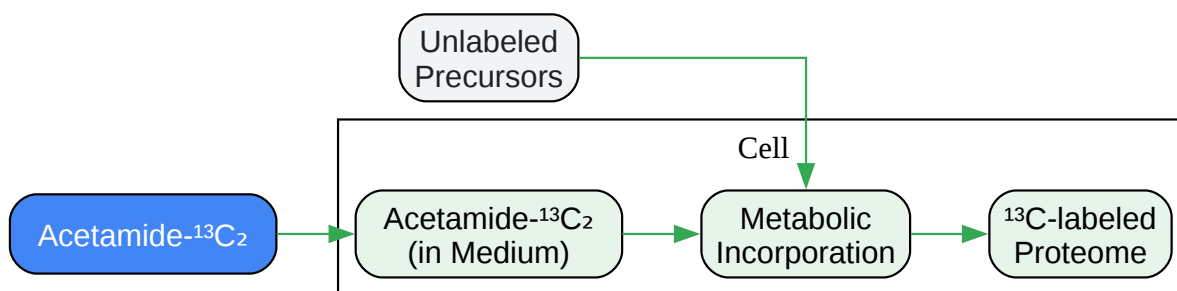 Unlabeled
Precursors
Cell
Acetamide-¹³C₂
Acetamide-¹³C₂
(in Medium)
Metabolic
Incorporation
¹³C-labeled
Proteome